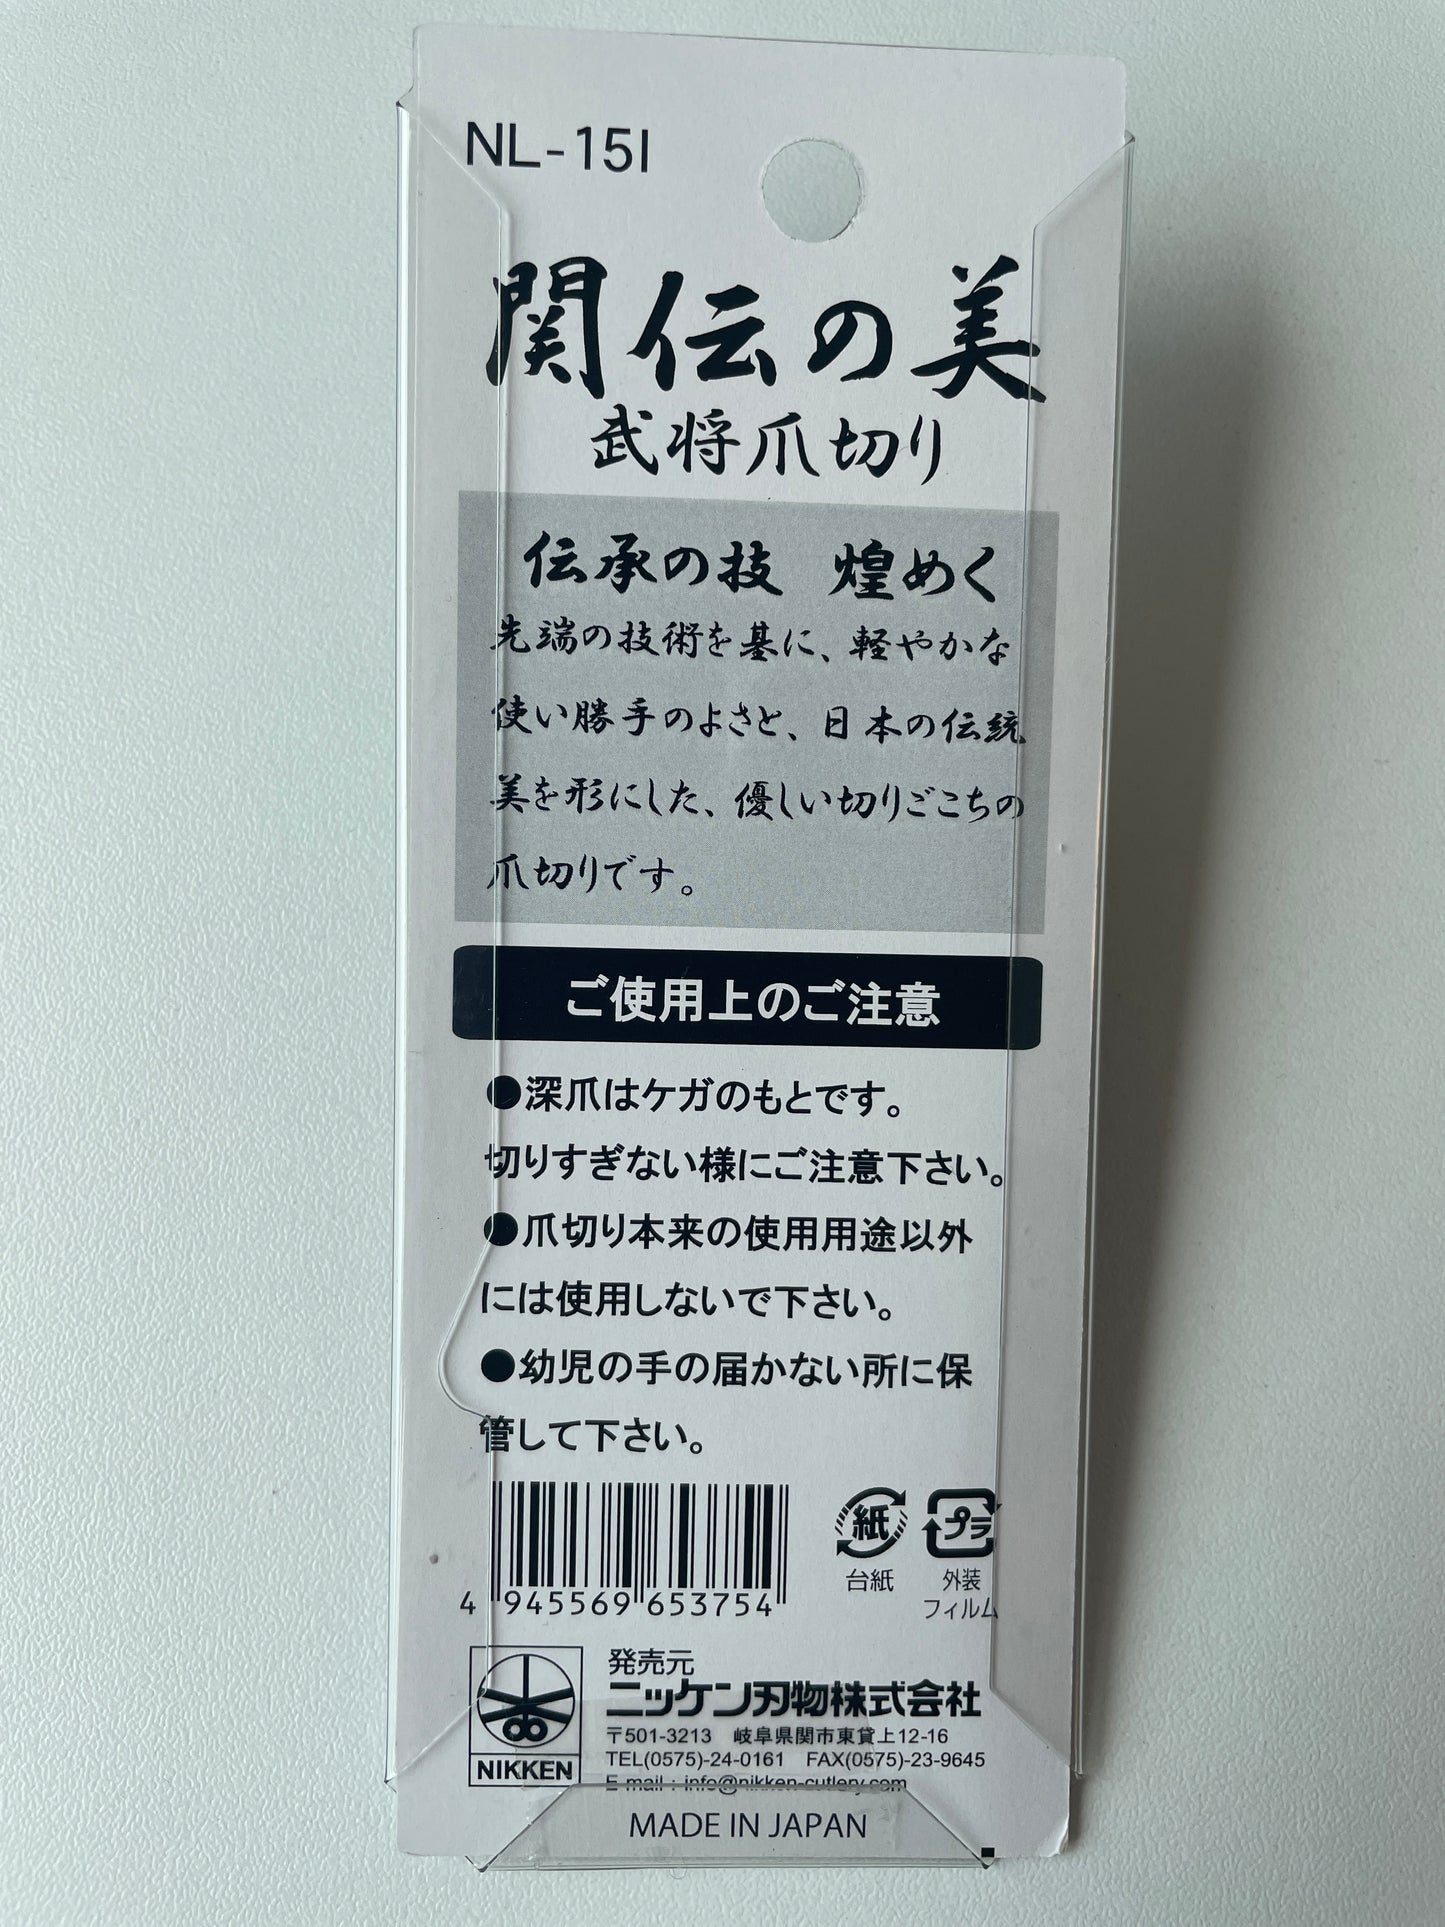 NL-15I
関伝の美
武将爪切り
伝承の技 煌めく
先端の技術を基に、軽やかな
使い勝手のよさと、日本の伝統
美を形にした、優しい切りごこちの
爪切りです。
ご使用上のご注意
●深爪はケガのもとです。
切りすぎない様にご注意下さい。
●爪切り本来の使用用途以外
には使用しないで下さい。
●幼児の手の届かない所に保
管して下さい。
紙 プラ
台紙 外装
フィルム
4 945569 653754
発売元
ニッケン刃物株式会社
〒501-3213 岐阜県関市東貸上12-16
TEL(0575)-24-0161 FAX(0575)-23-9645
E-mail : info@nikken-cutlery.com
NIKKEN
MADE IN JAPAN